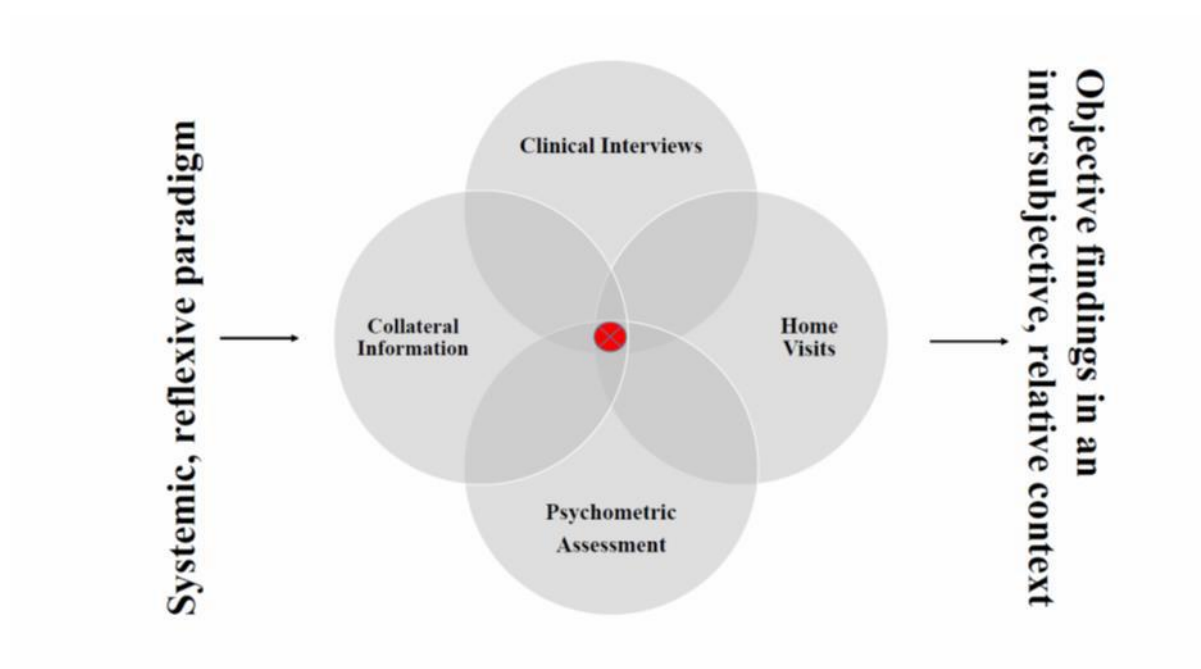 Systemic, reflexive paradigm
Clinical Interviews
Collateral
Information
Home
Visits
Psychometric
Assessment
Objective findings in an
intersubjective, relative context